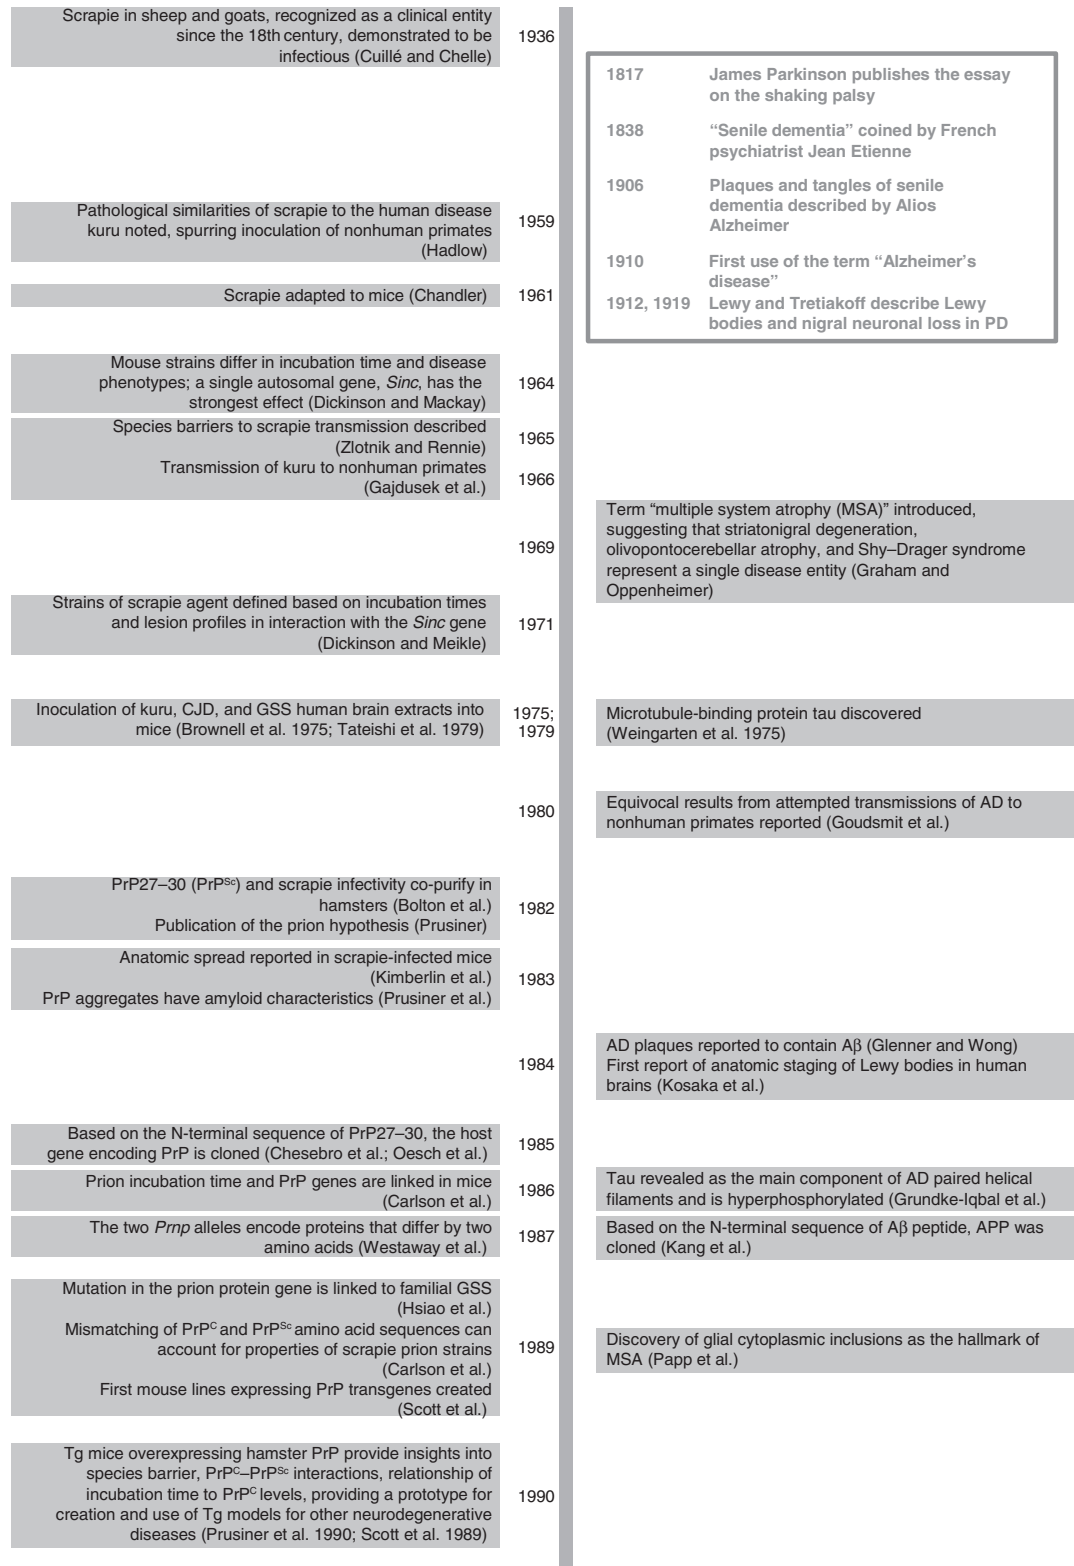 Scrapie in sheep and goats, recognized as a clinical entity
since the 18th century, demonstrated to be
infectious (Cuillé and Chelle)
1936
1817
James Parkinson publishes the essay
on the shaking palsy
1838
“Senile dementia” coined by French
psychiatrist Jean Etienne
1906
Plaques and tangles of senile
dementia described by Alios
Alzheimer
1910
First use of the term “Alzheimer’s
disease”
1912, 1919
Lewy and Tretiakoff describe Lewy
bodies and nigral neuronal loss in PD
Pathological similarities of scrapie to the human disease
kuru noted, spurring inoculation of nonhuman primates
(Hadlow)
1959
Scrapie adapted to mice (Chandler)
1961
Mouse strains differ in incubation time and disease
phenotypes; a single autosomal gene, Sinc, has the
strongest effect (Dickinson and Mackay)
1964
Species barriers to scrapie transmission described
(Zlotnik and Rennie)
1965
Transmission of kuru to nonhuman primates
(Gajdusek et al.)
1966
1969
Term “multiple system atrophy (MSA)” introduced,
suggesting that striatonigral degeneration,
olivopontocerebellar atrophy, and Shy–Drager syndrome
represent a single disease entity (Graham and
Oppenheimer)
Strains of scrapie agent defined based on incubation times
and lesion profiles in interaction with the Sinc gene
(Dickinson and Meikle)
1971
Inoculation of kuru, CJD, and GSS human brain extracts into
mice (Brownell et al. 1975; Tateishi et al. 1979)
1975;
1979
Microtubule-binding protein tau discovered
(Weingarten et al. 1975)
1980
Equivocal results from attempted transmissions of AD to
nonhuman primates reported (Goudsmit et al.)
PrP27–30 (PrPSc) and scrapie infectivity co-purify in
hamsters (Bolton et al.)
Publication of the prion hypothesis (Prusiner)
1982
Anatomic spread reported in scrapie-infected mice
(Kimberlin et al.)
PrP aggregates have amyloid characteristics (Prusiner et al.)
1983
1984
AD plaques reported to contain Aβ (Glenner and Wong)
First report of anatomic staging of Lewy bodies in human
brains (Kosaka et al.)
Based on the N-terminal sequence of PrP27–30, the host
gene encoding PrP is cloned (Chesebro et al.; Oesch et al.)
1985
Prion incubation time and PrP genes are linked in mice
(Carlson et al.)
1986
Tau revealed as the main component of AD paired helical
filaments and is hyperphosphorylated (Grundke-Iqbal et al.)
The two Prnp alleles encode proteins that differ by two
amino acids (Westaway et al.)
1987
Based on the N-terminal sequence of Aβ peptide, APP was
cloned (Kang et al.)
Mutation in the prion protein gene is linked to familial GSS
(Hsiao et al.)
Mismatching of PrPC and PrPSc amino acid sequences can
account for properties of scrapie prion strains
(Carlson et al.)
First mouse lines expressing PrP transgenes created
(Scott et al.)
1989
Discovery of glial cytoplasmic inclusions as the hallmark of
MSA (Papp et al.)
Tg mice overexpressing hamster PrP provide insights into
species barrier, PrPC–PrPSc interactions, relationship of
incubation time to PrPC levels, providing a prototype for
creation and use of Tg models for other neurodegenerative
diseases (Prusiner et al. 1990; Scott et al. 1989)
1990